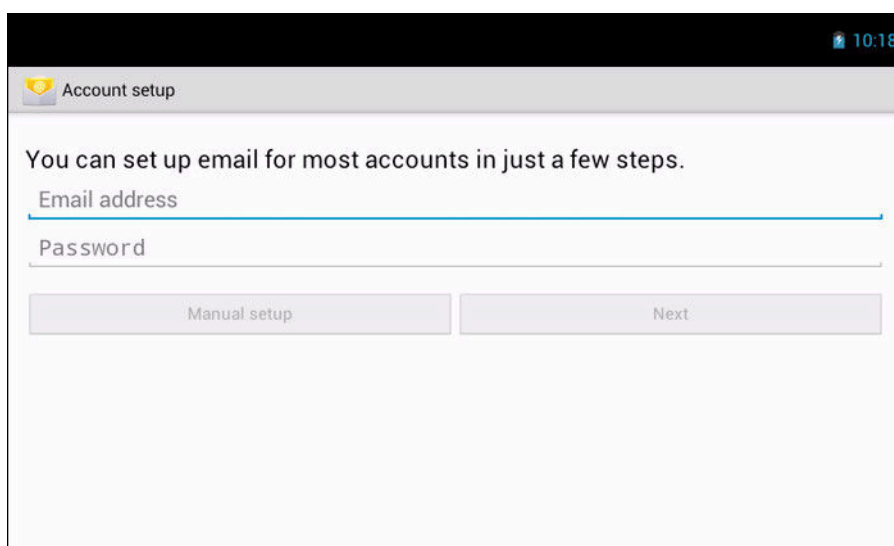 10:18
Account setup
You can set up email for most accounts in just a few steps.
Email address
Password
Manual setup Next